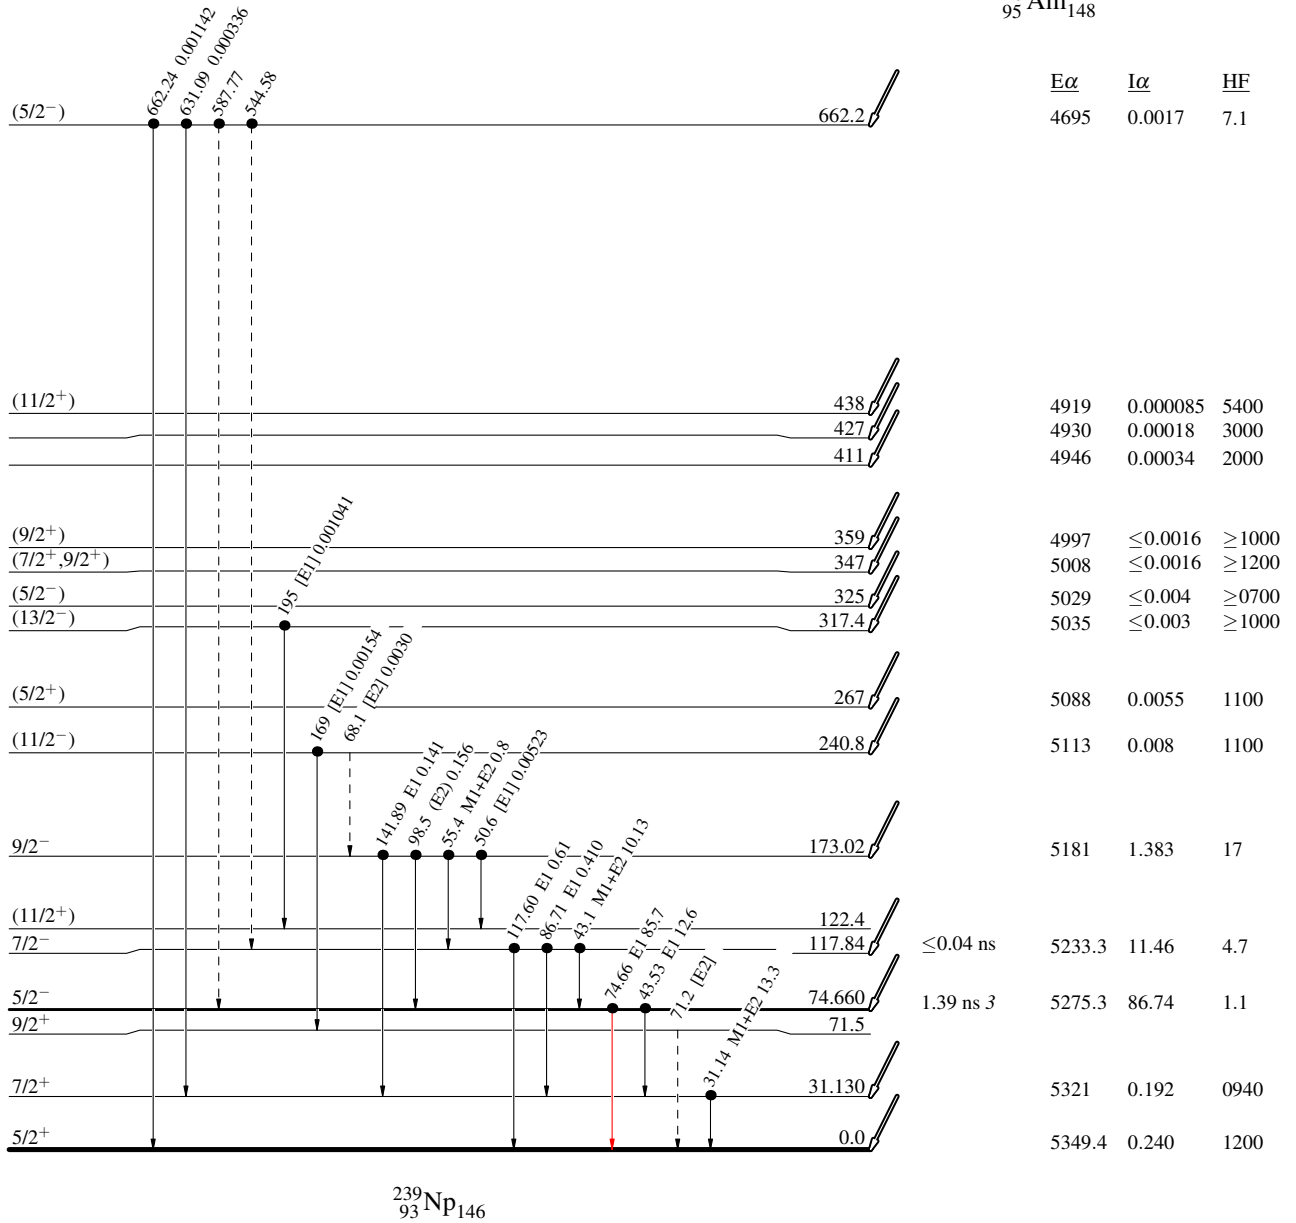 95Am148
Eα Iα HF
662.24 0.001142
631.09 0.000336
587.77
544.58
(5/2−) 662.2 4695 0.0017 7.1
(11/2+) 438 4919 0.000085 5400
427 4930 0.00018 3000
411 4946 0.00034 2000
195 [E1] 0.001041
(9/2+) 359 4997 ≤0.0016 ≥1000
(7/2+,9/2+) 347 5008 ≤0.0016 ≥1200
(5/2−) 325 5029 ≤0.004 ≥0700
(13/2−) 317.4 5035 ≤0.003 ≥1000
169 [E1] 0.00154
68.1 [E2] 0.0030
(5/2+) 267 5088 0.0055 1100
(11/2−) 240.8 5113 0.008 1100
141.89 E1 0.141
98.5 (E2) 0.156
55.4 M1+E2 0.8
50.6 [E1] 0.00523
9/2− 173.02 5181 1.383 17
117.60 E1 0.61
86.71 E1 0.410
43.1 M1+E2 10.13
(11/2+) 122.4
7/2− 117.84 ≤0.04 ns 5233.3 11.46 4.7
74.66 E1 85.7
43.53 E1 12.6
71.2 [E2]
31.14 M1+E2 13.3
5/2− 74.660 1.39 ns 3 5275.3 86.74 1.1
9/2+ 71.5
7/2+ 31.130 5321 0.192 0940
5/2+ 0.0 5349.4 0.240 1200
239
93Np146